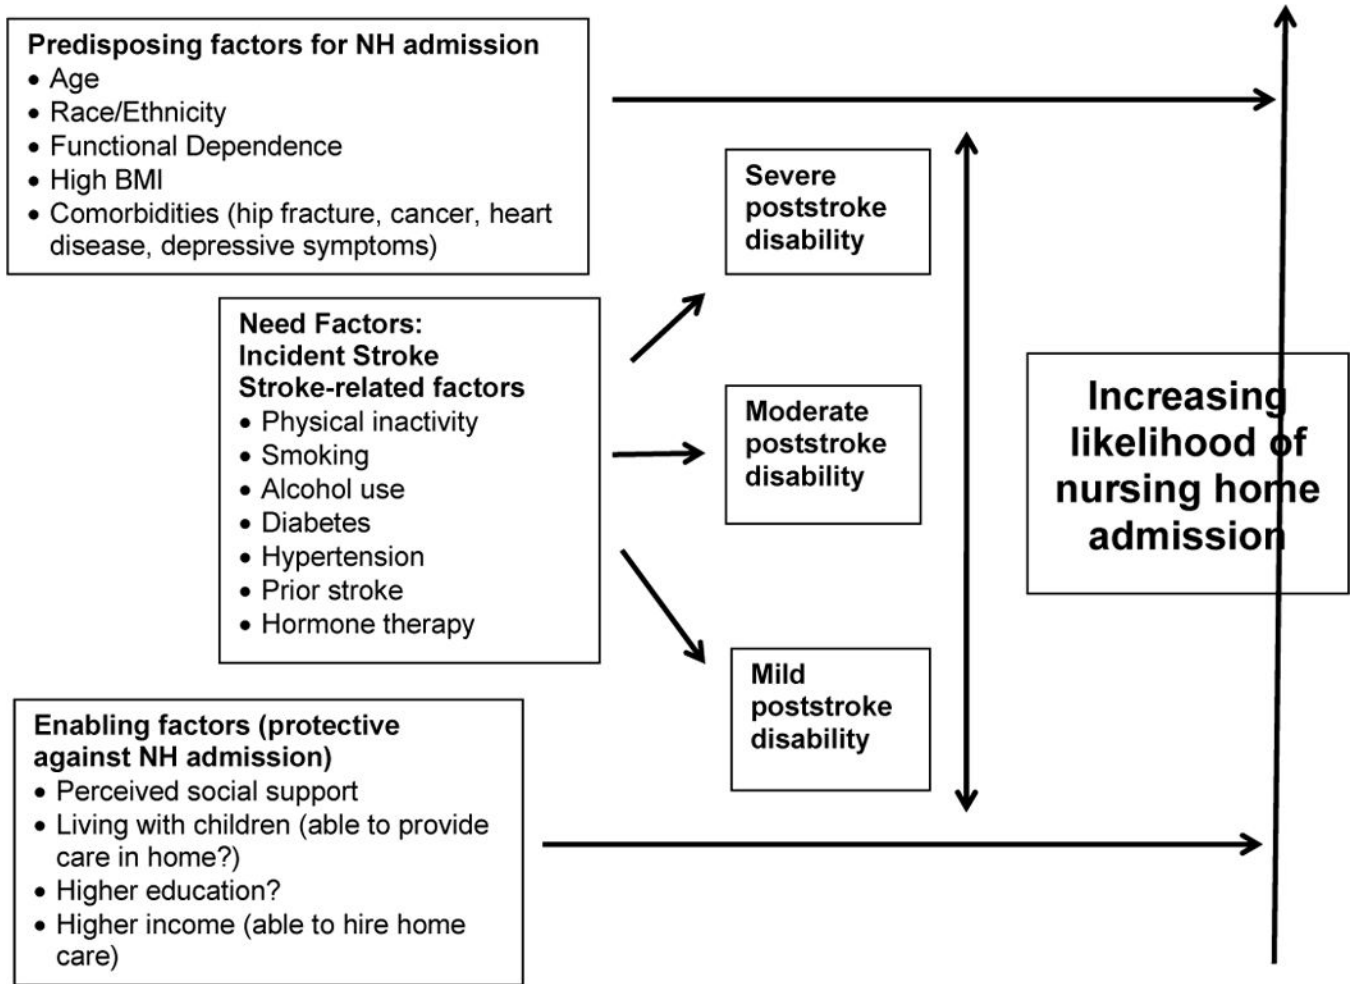 Predisposing factors for NH admission
• Age
• Race/Ethnicity
• Functional Dependence
• High BMI
• Comorbidities (hip fracture, cancer, heart
disease, depressive symptoms)
Need Factors:
Incident Stroke
Stroke-related factors
• Physical inactivity
• Smoking
• Alcohol use
• Diabetes
• Hypertension
• Prior stroke
• Hormone therapy
Enabling factors (protective
against NH admission)
• Perceived social support
• Living with children (able to provide
care in home?)
• Higher education?
• Higher income (able to hire home
care)
Severe
poststroke
disability
Moderate
poststroke
disability
Mild
poststroke
disability
Increasing
likelihood of
nursing home
admission